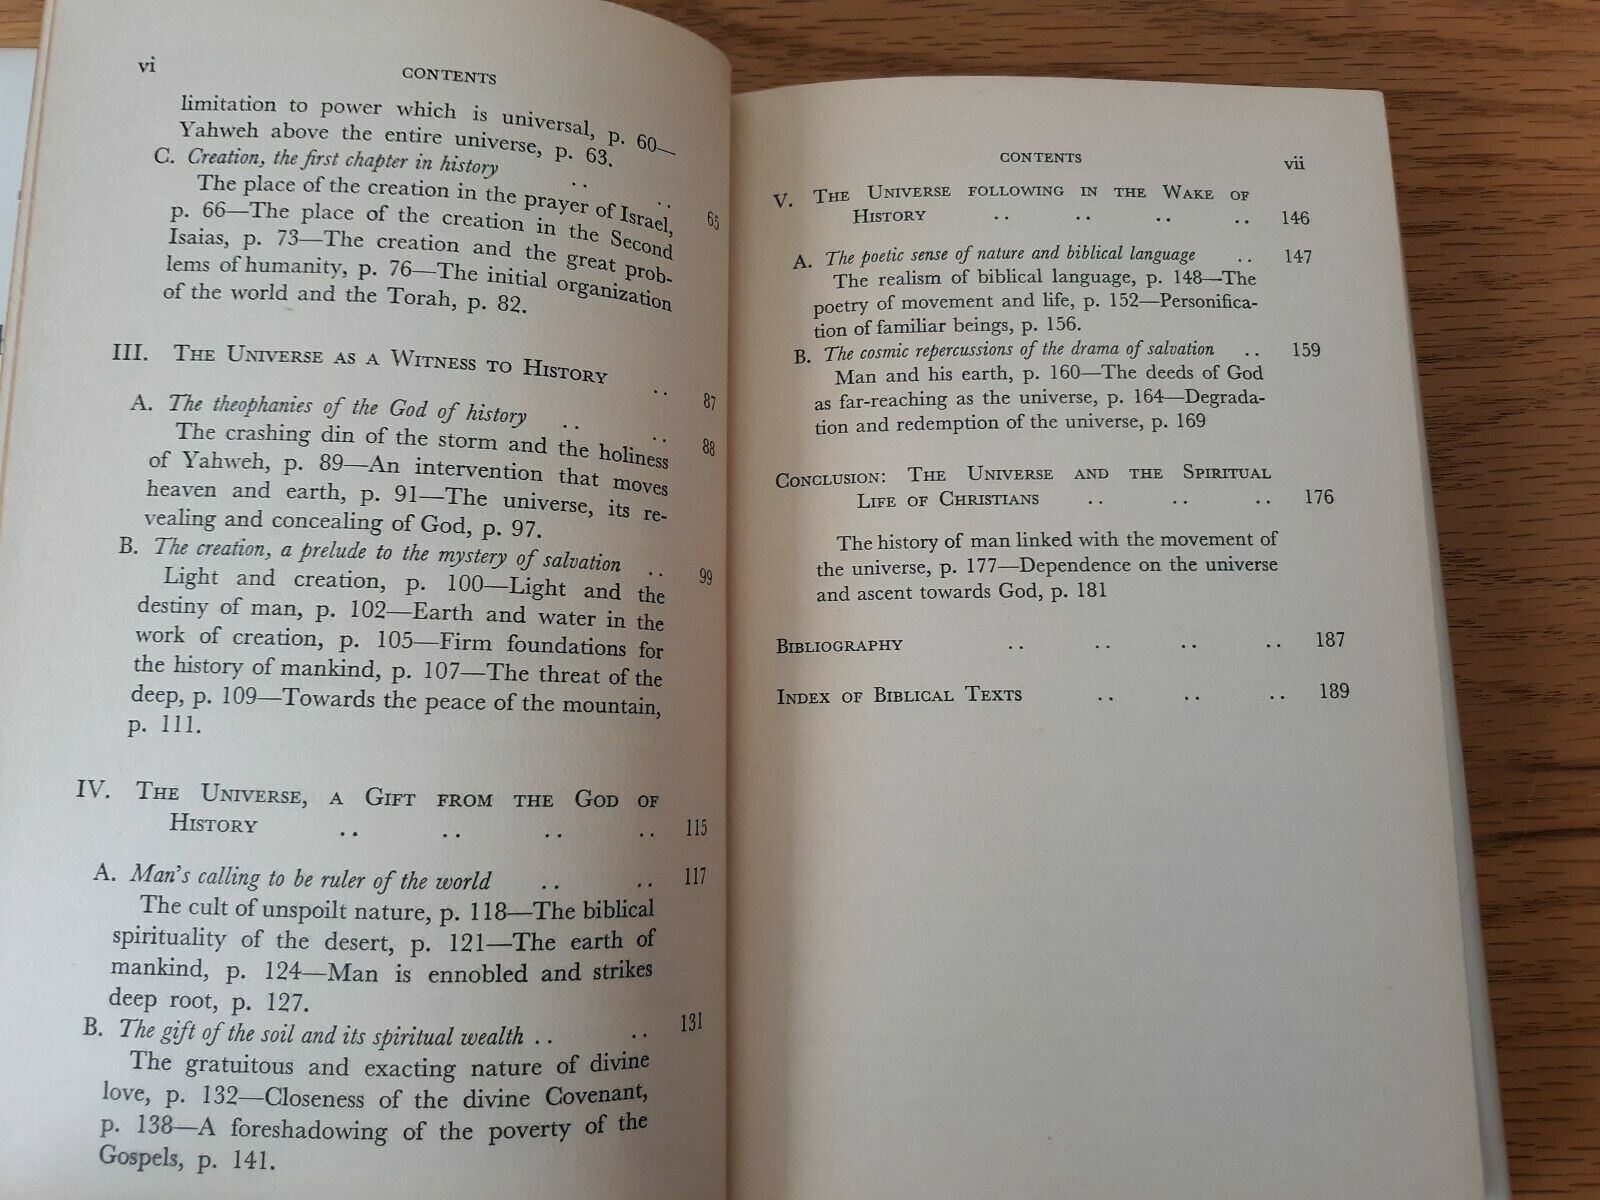 vi
CONTENTS
limitation to power which is universal, p. 60—
Yahweh above the entire universe, p. 63.
C. Creation, the first chapter in history .. .. 65
The place of the creation in the prayer of Israel,
p. 66—The place of the creation in the Second
Isaias, p. 73—The creation and the great prob-
lems of humanity, p. 76—The initial organization
of the world and the Torah, p. 82.
III. THE UNIVERSE AS A WITNESS TO HISTORY .. 87
A. The theophanies of the God of history .. .. 88
The crashing din of the storm and the holiness
of Yahweh, p. 89—An intervention that moves
heaven and earth, p. 91—The universe, its re-
vealing and concealing of God, p. 97.
B. The creation, a prelude to the mystery of salvation .. 99
Light and creation, p. 100—Light and the
destiny of man, p. 102—Earth and water in the
work of creation, p. 105—Firm foundations for
the history of mankind, p. 107—The threat of the
deep, p. 109—Towards the peace of the mountain,
p. 111.
IV. THE UNIVERSE, A GIFT FROM THE GOD OF
HISTORY .. .. .. .. 115
A. Man's calling to be ruler of the world .. .. 117
The cult of unspoilt nature, p. 118—The biblical
spirituality of the desert, p. 121—The earth of
mankind, p. 124—Man is ennobled and strikes
deep root, p. 127.
B. The gift of the soil and its spiritual wealth .. .. 131
The gratuitous and exacting nature of divine
love, p. 132—Closeness of the divine Covenant,
p. 138—A foreshadowing of the poverty of the
Gospels, p. 141.
CONTENTS
vii
V. THE UNIVERSE FOLLOWING IN THE WAKE OF
HISTORY .. .. .. .. 146
A. The poetic sense of nature and biblical language .. 147
The realism of biblical language, p. 148—The
poetry of movement and life, p. 152—Personifica-
tion of familiar beings, p. 156.
B. The cosmic repercussions of the drama of salvation .. 159
Man and his earth, p. 160—The deeds of God
as far-reaching as the universe, p. 164—Degrada-
tion and redemption of the universe, p. 169
CONCLUSION: THE UNIVERSE AND THE SPIRITUAL
LIFE OF CHRISTIANS .. .. .. 176
The history of man linked with the movement of
the universe, p. 177—Dependence on the universe
and ascent towards God, p. 181
BIBLIOGRAPHY .. .. .. .. 187
INDEX OF BIBLICAL TEXTS .. .. .. 189